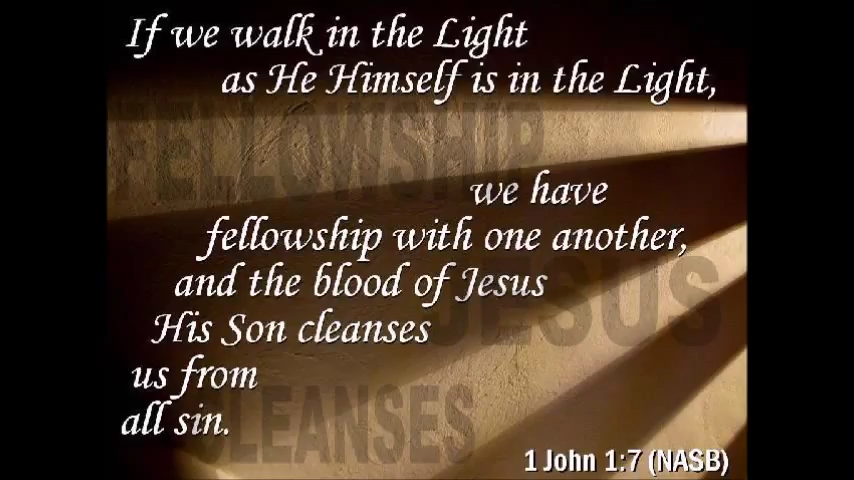 If we walk in the Light
as He Himself is in the Light,
FELLOWSHIP
we have
fellowship with one another,
and the blood of Jesus
JESUS
His Son cleanses
us from
all sin.
CLEANSES
1 John 1:7 (NASB)